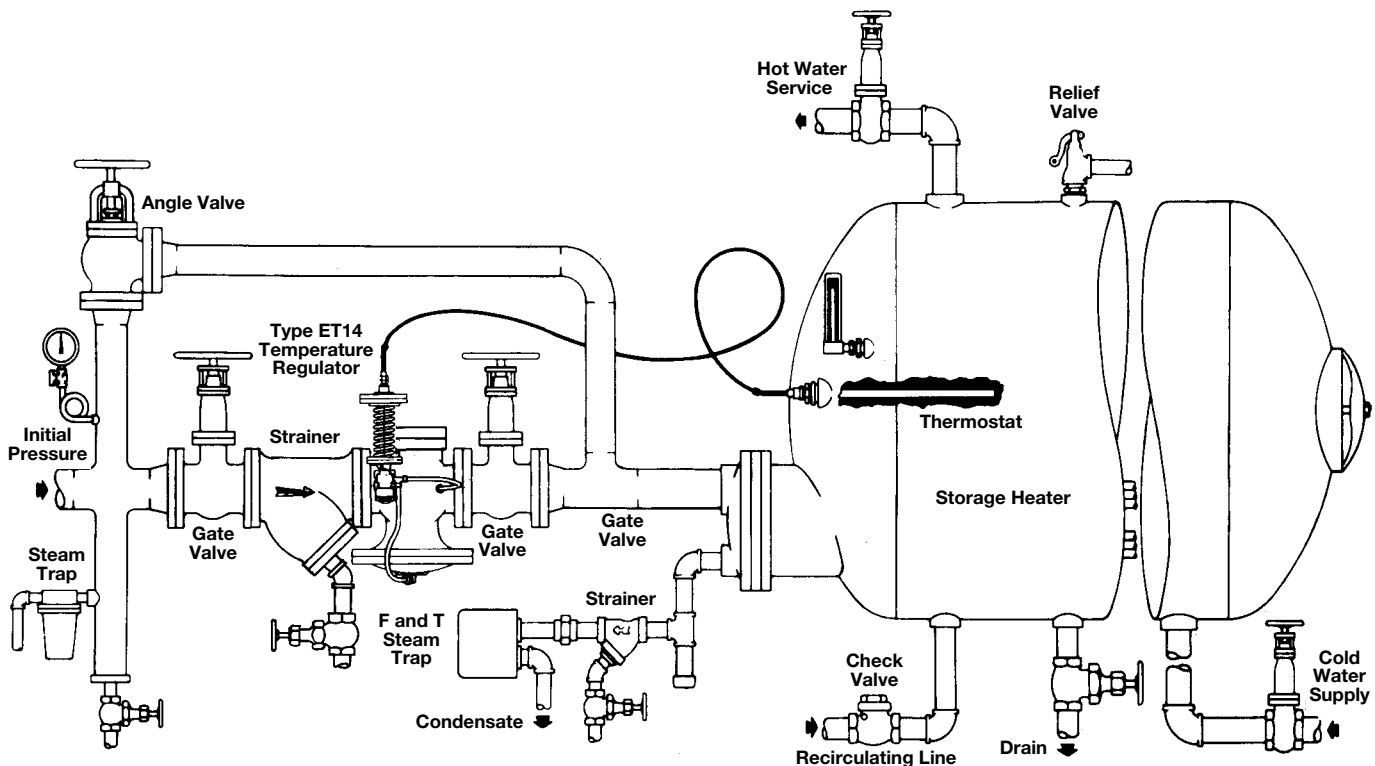 Hot Water
Service
Relief
Valve
Angle Valve
Type ET14
Temperature
Regulator
Initial
Pressure
Strainer
Thermostat
Storage Heater
Gate
Valve
Gate
Valve
Gate
Valve
Steam
Trap
F and T
Steam
Trap
Strainer
Condensate
Check
Valve
Recirculating Line
Drain
Cold
Water
Supply